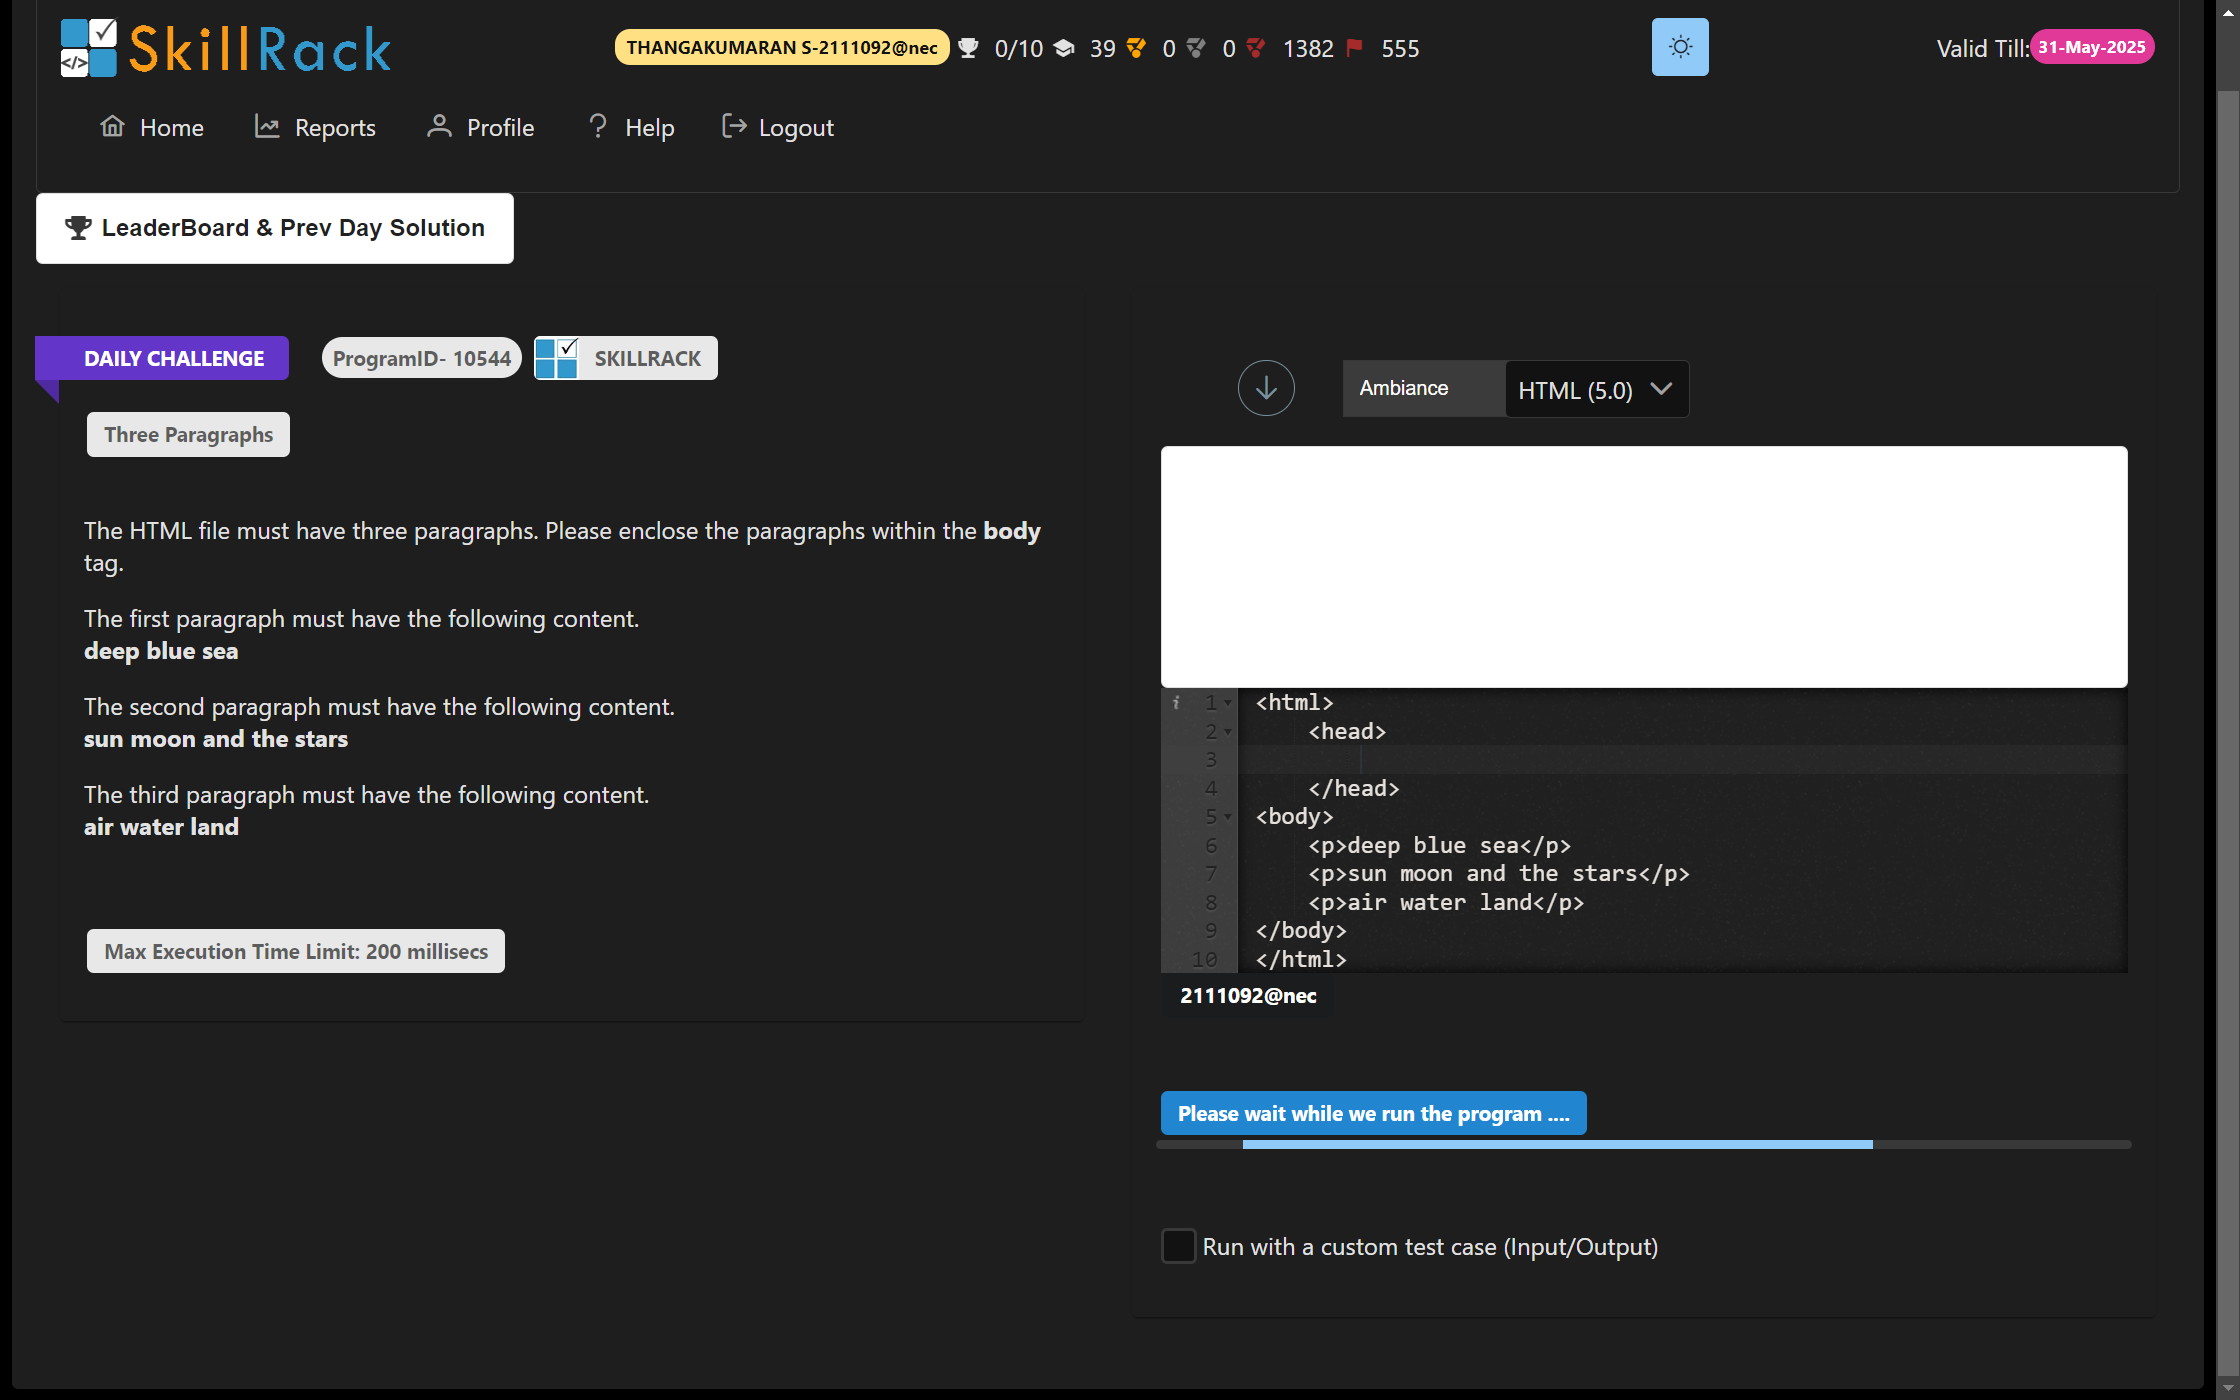 </> SkillRack
THANGAKUMARAN S-2111092@nec 0/10 39 0 0 1382 555
Valid Till: 31-May-2025
Home Reports Profile Help Logout
LeaderBoard & Prev Day Solution
DAILY CHALLENGE ProgramID- 10544 SKILLRACK
Three Paragraphs
The HTML file must have three paragraphs. Please enclose the paragraphs within the body
tag.
The first paragraph must have the following content.
deep blue sea
The second paragraph must have the following content.
sun moon and the stars
The third paragraph must have the following content.
air water land
Max Execution Time Limit: 200 millisecs
Ambiance HTML (5.0)
i 1 <html>
2 <head>
3
4 </head>
5 <body>
6 <p>deep blue sea</p>
7 <p>sun moon and the stars</p>
8 <p>air water land</p>
9 </body>
10 </html>
2111092@nec
Please wait while we run the program ....
Run with a custom test case (Input/Output)